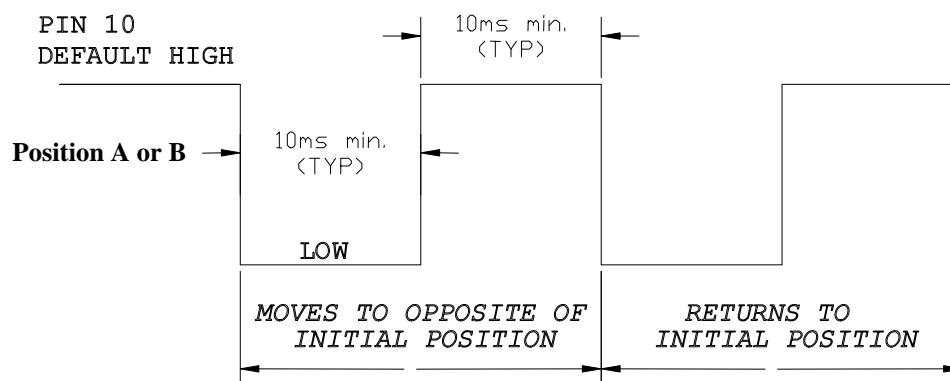 PIN 10
DEFAULT HIGH
10ms min.
(TYP)
Position A or B
10ms min.
(TYP)
LOW
MOVES TO OPPOSITE OF
INITIAL POSITION
RETURNS TO
INITIAL POSITION